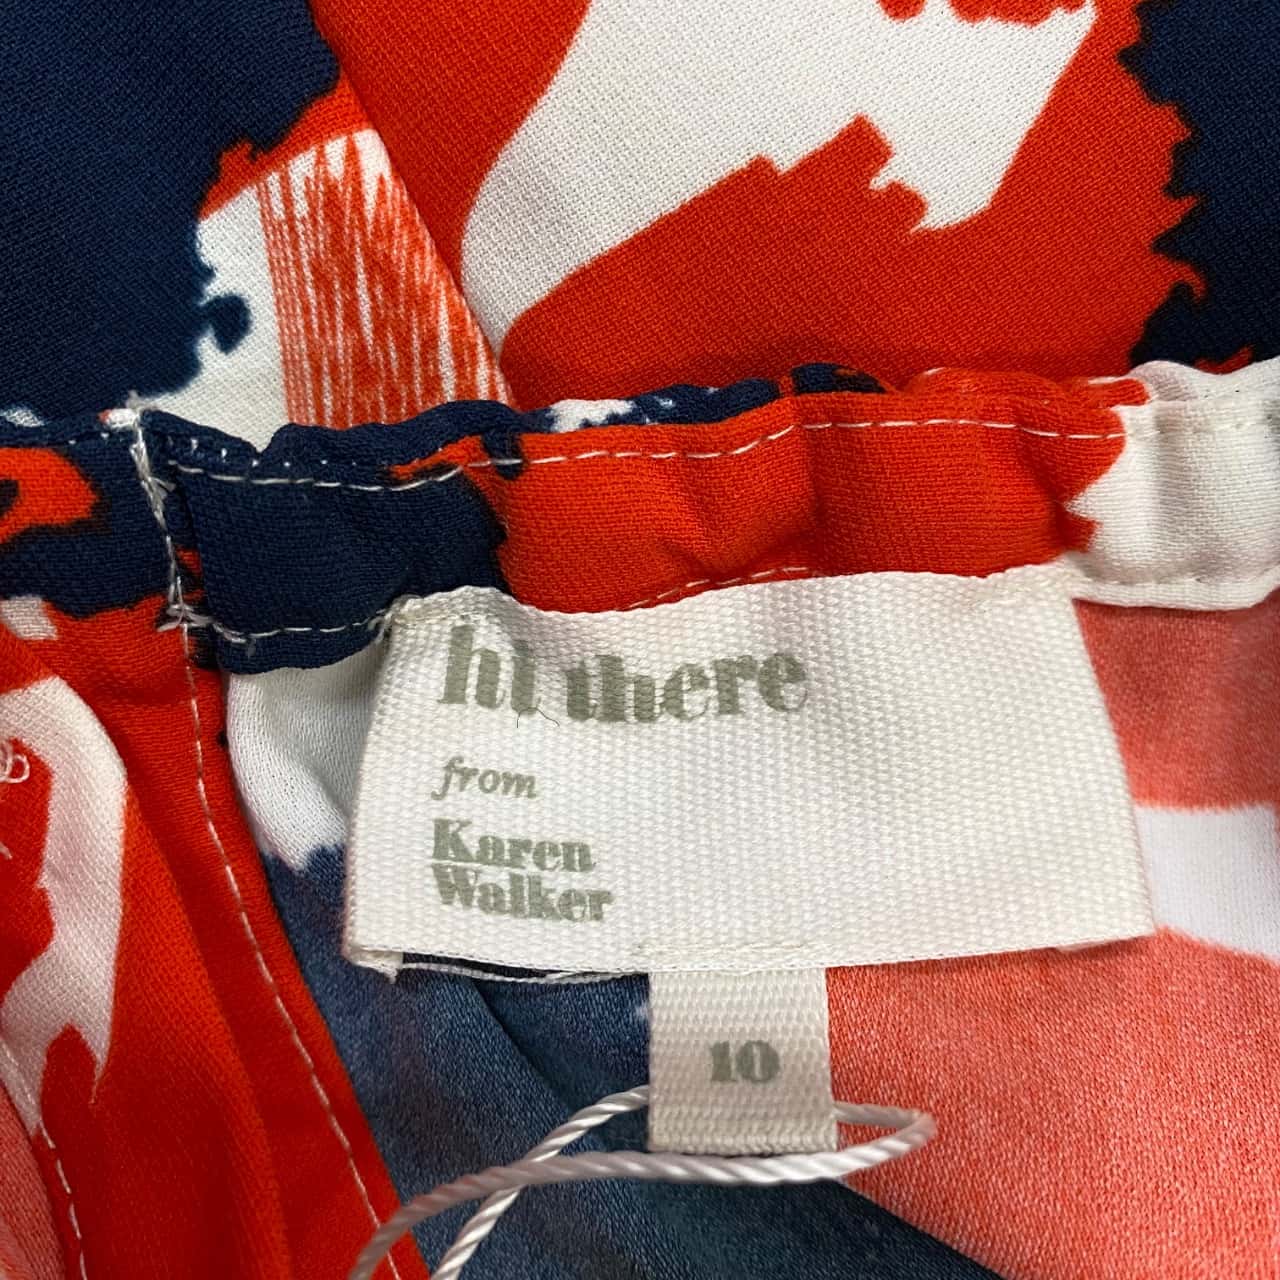 hi there
from
Karen
Walker
10